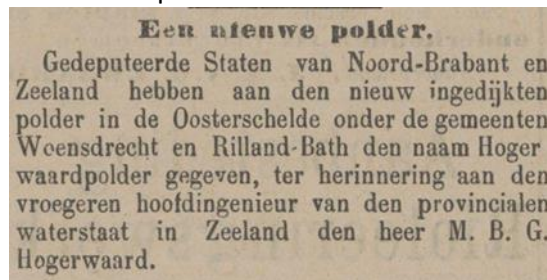 Een nieuwe polder.
Gedeputeerde Staten van Noord-Brabant en
Zeeland hebben aan den nieuw ingedijkten
polder in de Oosterschelde onder de gemeenten
Woensdrecht en Rilland-Bath den naam Hoger
waardpolder gegeven, ter herinnering aan den
vroegeren hoofdingenieur van den provincialen
waterstaat in Zeeland den heer M. B. G.
Hogerwaard.